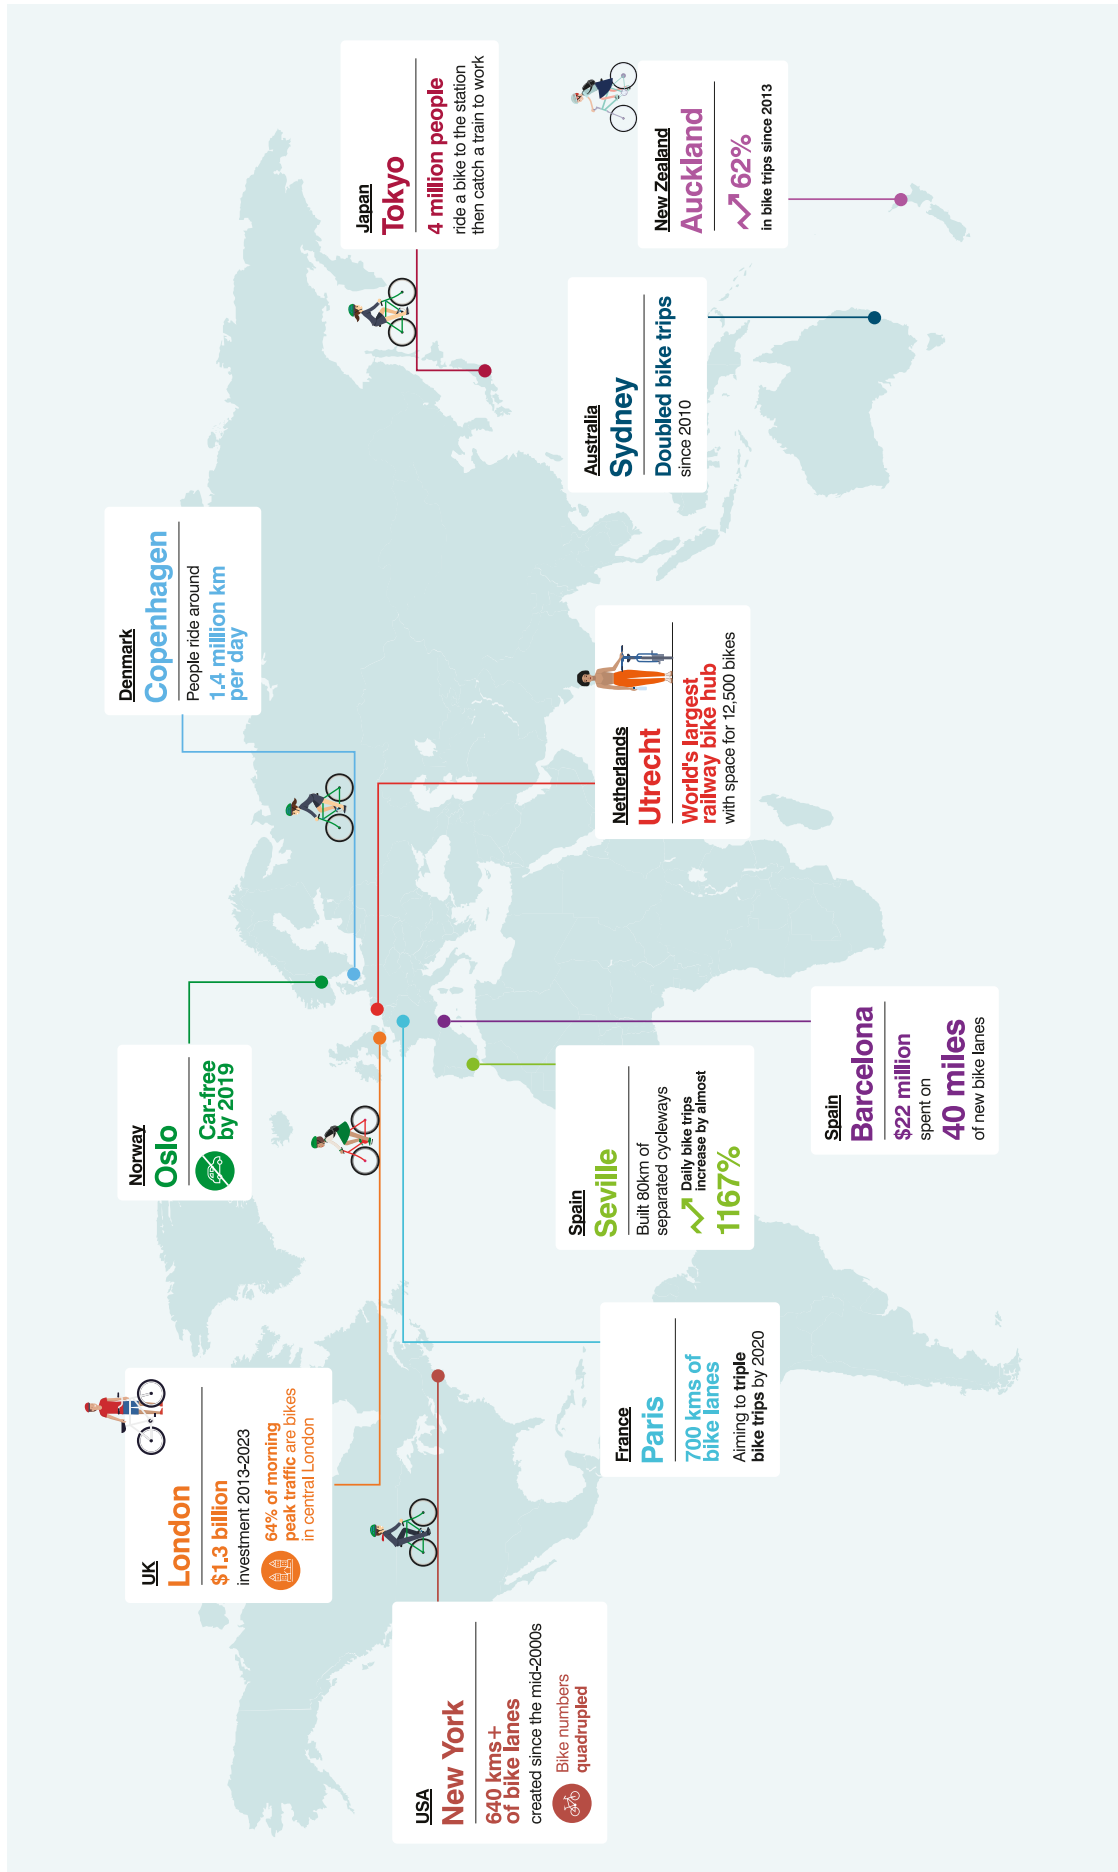 USA
New York
640 kms+
of bike lanes
created since the mid-2000s
Bike numbers
quadrupled
UK
London
$1.3 billion
investment 2013-2023
64% of morning
peak traffic are bikes
in central London
France
Paris
700 kms of
bike lanes
Aiming to triple
bike trips by 2020
Norway
Oslo
Car-free
by 2019
Spain
Seville
Built 80km of
separated cycleways
Daily bike trips
increase by almost
1167%
Spain
Barcelona
$22 million
spent on
40 miles
of new bike lanes
Denmark
Copenhagen
People ride around
1.4 million km
per day
Netherlands
Utrecht
World's largest
railway bike hub
with space for 12,500 bikes
Japan
Tokyo
4 million people
ride a bike to the station
then catch a train to work
Australia
Sydney
Doubled bike trips
since 2010
New Zealand
Auckland
62%
in bike trips since 2013